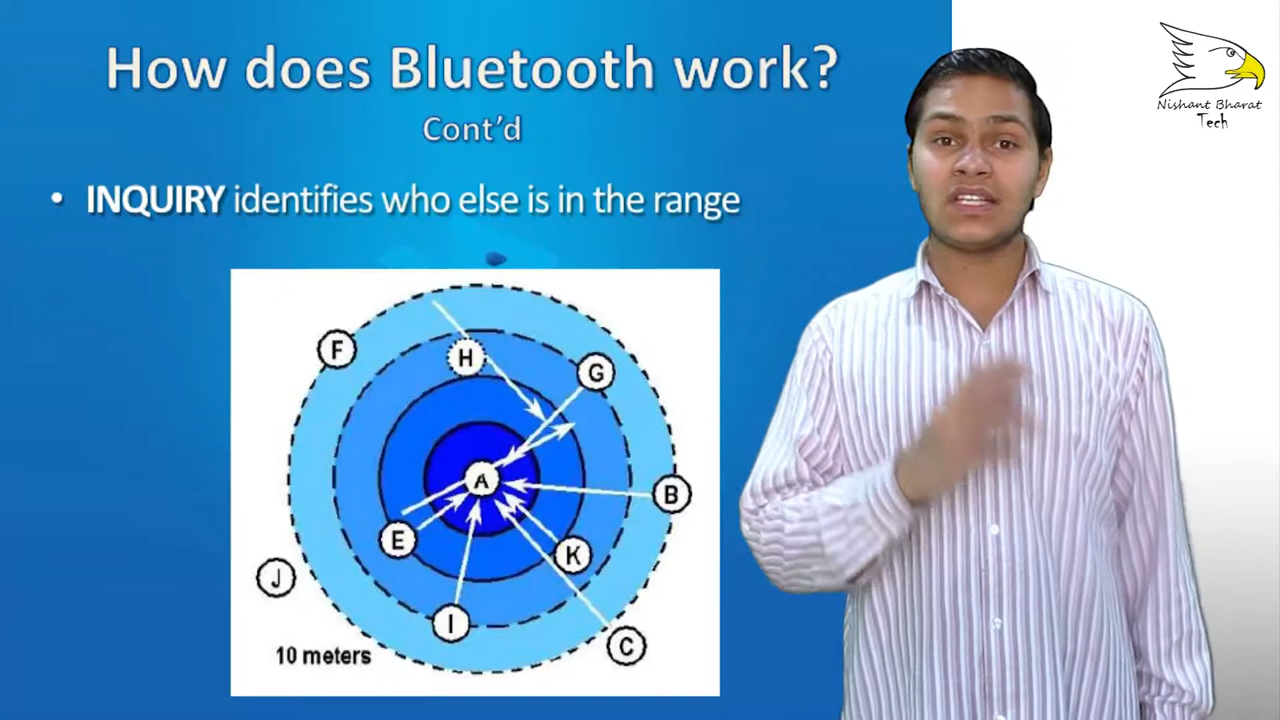 How does Bluetooth work?
Cont'd
• INQUIRY identifies who else is in the range
Nishant Bharat
Tech
F
H
G
A
B
E
K
J
I
C
10 meters